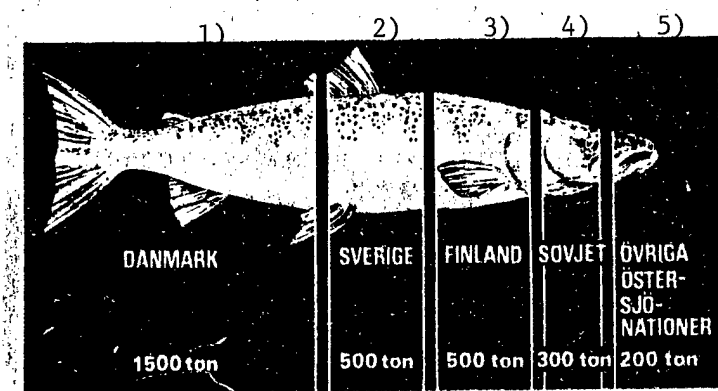 1) 2) 3) 4) 5)
DANMARK SVERIGE FINLAND SOVJET ÖVRIGA
ÖSTER-
SJÖ-
NATIONER
1500 ton 500 ton 500 ton 300 ton 200 ton